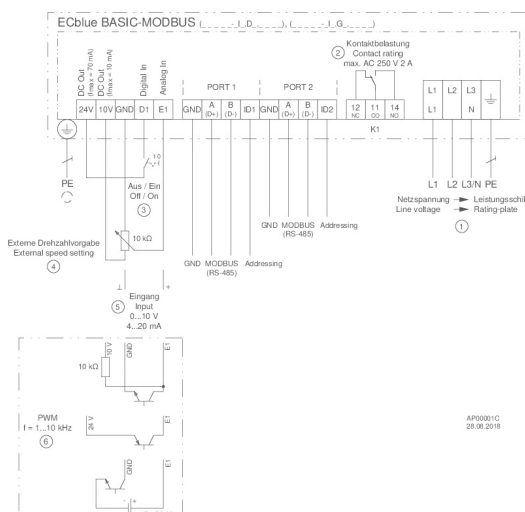 ECblue BASIC-MODBUS (_ _ _ _ - _ I_D_ . _ _ _), (_ _ _ _ - _ I_G_ . _ _ _)
2 Kontaktbelastung
Contact rating
max. AC 250 V 2 A
DC Out
(Imax = 70 mA)
DC Out
(Imax = 10 mA)
Digital In
Analog In
PORT 1
PORT 2
24V 10V GND D1 E1
GND A (D+) B (D-) ID1 GND A (D+) B (D-) ID2
12 NC 11 CO 14 NO
L1 L2 L3
L1 N
K1
PE
1 0
Aus / Ein
Off / On
3
L1 L2 L3/N PE
Netzspannung Leistungsschil
Line voltage Rating-plate
1
GND MODBUS Addressing
(RS-485)
10 kΩ
Externe Drehzahlvorgabe
External speed setting
4
GND MODBUS Addressing
(RS-485)
⊥ +
5 Eingang
Input
0...10 V
4...20 mA
10 V GND E1
10 kΩ
PWM
f = 1...10 kHz
6
24 V E1
GND E1
- +
AP00001C
28.08.2018